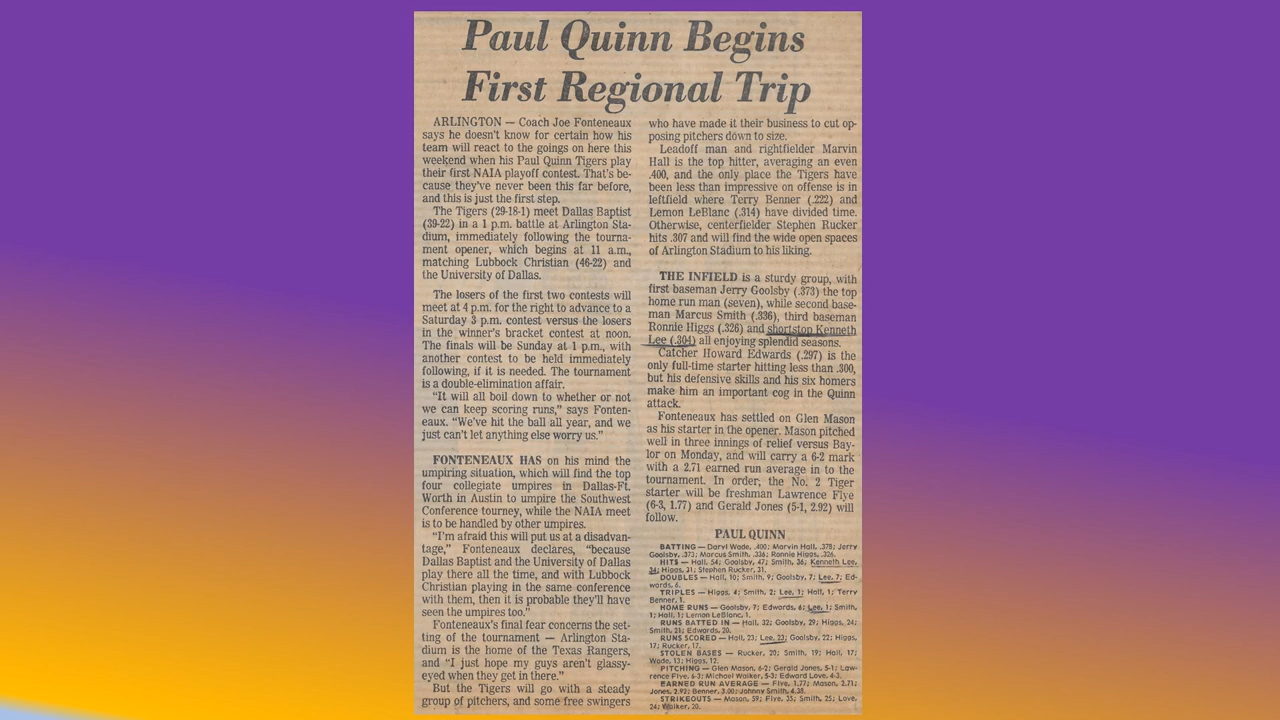 Paul Quinn Begins
First Regional Trip
ARLINGTON — Coach Joe Fonteneaux
says he doesn't know for certain how his
team will react to the goings on here this
weekend when his Paul Quinn Tigers play
their first NAIA playoff contest. That's be-
cause they've never been this far before,
and this is just the first step.
The Tigers (29-18-1) meet Dallas Baptist
(39-22) in a 1 p.m. battle at Arlington Sta-
dium, immediately following the tourna-
ment opener, which begins at 11 a.m.,
matching Lubbock Christian (46-22) and
the University of Dallas.
The losers of the first two contests will
meet at 4 p.m. for the right to advance to a
Saturday 3 p.m. contest versus the losers
in the winner's bracket contest at noon.
The finals will be Sunday at 1 p.m., with
another contest to be held immediately
following, if it is needed. The tournament
is a double-elimination affair.
"It will all boil down to whether or not
we can keep scoring runs," says Fonten-
eaux. "We've hit the ball all year, and we
just can't let anything else worry us."
FONTENEAUX HAS on his mind the
umpiring situation, which will find the top
four collegiate umpires in Dallas-Ft.
Worth in Austin to umpire the Southwest
Conference tourney, while the NAIA meet
is to be handled by other umpires.
"I'm afraid this will put us at a disadvan-
tage," Fonteneaux declares, "because
Dallas Baptist and the University of Dallas
play there all the time, and with Lubbock
Christian playing in the same conference
with them, then it is probable they'll have
seen the umpires too."
Fonteneaux's final fear concerns the set-
ting of the tournament — Arlington Sta-
dium is the home of the Texas Rangers,
and "I just hope my guys aren't glassy-
eyed when they get in there."
But the Tigers will go with a steady
group of pitchers, and some free swingers
who have made it their business to cut op-
posing pitchers down to size.
Leadoff man and rightfielder Marvin
Hall is the top hitter, averaging an even
.400, and the only place the Tigers have
been less than impressive on offense is in
leftfield where Terry Benner (.222) and
Lemon LeBlanc (.314) have divided time.
Otherwise, centerfielder Stephen Rucker
hits .307 and will find the wide open spaces
of Arlington Stadium to his liking.
THE INFIELD is a sturdy group, with
first baseman Jerry Goolsby (.373) the top
home run man (seven), while second base-
man Marcus Smith (.336), third baseman
Ronnie Higgs (.326) and shortstop Kenneth
Lee (.304) all enjoying splendid seasons.
Catcher Howard Edwards (.297) is the
only full-time starter hitting less than .300,
but his defensive skills and his six homers
make him an important cog in the Quinn
attack.
Fonteneaux has settled on Glen Mason
as his starter in the opener. Mason pitched
well in three innings of relief versus Bay-
lor on Monday, and will carry a 6-2 mark
with a 2.71 earned run average in to the
tournament. In order, the No. 2 Tiger
starter will be freshman Lawrence Flye
(6-3, 1.77) and Gerald Jones (5-1, 2.92) will
follow.
PAUL QUINN
BATTING — Daryl Wade, .400; Marvin Hall, .378; Jerry
Goolsby, .373; Marcus Smith, .336; Ronnie Higgs, .326.
HITS — Hall, 54; Goolsby, 47; Smith, 36; Kenneth Lee,
34; Higgs, 31; Stephen Rucker, 31.
DOUBLES — Hall, 10; Smith, 9; Goolsby, 7; Lee, 7; Ed-
wards, 6.
TRIPLES — Higgs, 4; Smith, 2; Lee, 1; Hall, 1; Terry
Benner, 1.
HOME RUNS — Goolsby, 7; Edwards, 6; Lee, 1; Smith,
1; Hall, 1; Lemon LeBlanc, 1.
RUNS BATTED IN — Hall, 32; Goolsby, 29; Higgs, 24;
Smith, 21; Edwards, 20.
RUNS SCORED — Hall, 23; Lee, 23; Goolsby, 22; Higgs,
17; Rucker, 17.
STOLEN BASES — Rucker, 20; Smith, 19; Hall, 17;
Wade, 13; Higgs, 12.
PITCHING — Glen Mason, 6-2; Gerald Jones, 5-1; Law-
rence Flye, 6-3; Michael Walker, 5-3; Edward Love, 4-3.
EARNED RUN AVERAGE — Flye, 1.77; Mason, 2.71;
Jones, 2.92; Benner, 3.00; Johnny Smith, 4.38.
STRIKEOUTS — Mason, 59; Flye, 35; Smith, 25; Love,
24; Walker, 20.